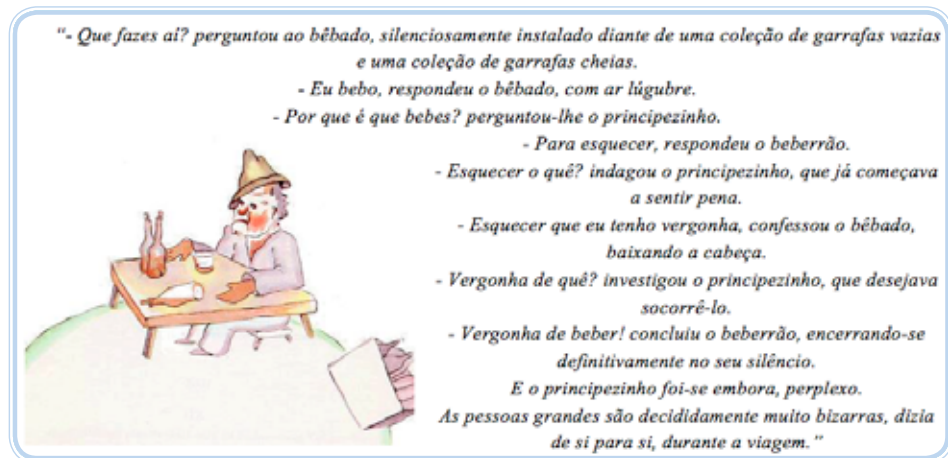 "- Que fazes aí? perguntou ao bêbado, silenciosamente instalado diante de uma coleção de garrafas vazias
e uma coleção de garrafas cheias.
- Eu bebo, respondeu o bêbado, com ar lúgubre.
- Por que é que bebes? perguntou-lhe o principezinho.
- Para esquecer, respondeu o beberrão.
- Esquecer o quê? indagou o principezinho, que já começava
a sentir pena.
- Esquecer que eu tenho vergonha, confessou o bêbado,
baixando a cabeça.
- Vergonha de quê? investigou o principezinho, que desejava
socorrê-lo.
- Vergonha de beber! concluiu o beberrão, encerrando-se
definitivamente no seu silêncio.
E o principezinho foi-se embora, perplexo.
As pessoas grandes são decididamente muito bizarras, dizia
de si para si, durante a viagem."